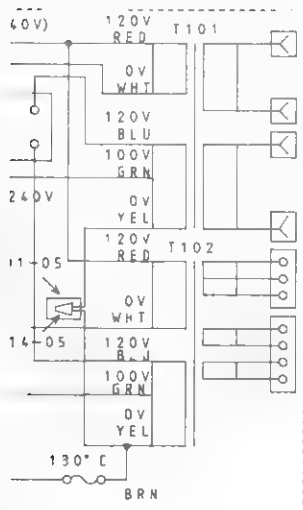 40V)
120V
RED
T101
0V
WHT
120V
BLU
100V
GRN
240V
0V
YEL
120V
RED
T102
11-05
0V
WHT
14-05
120V
BLU
100V
GRN
0V
YEL
130° C
BRN